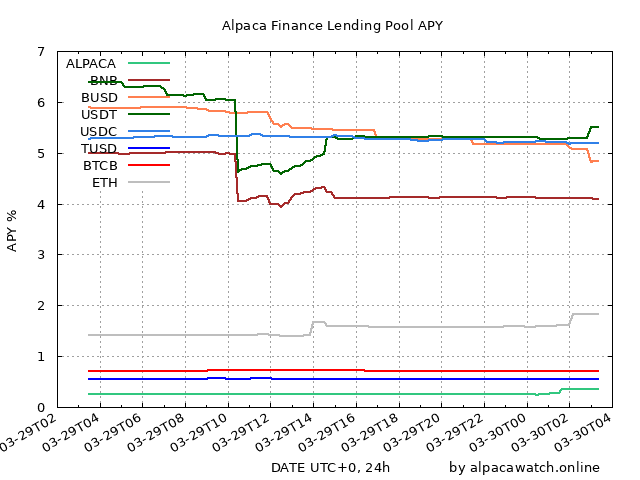 Alpaca Finance Lending Pool APY
7
6
5
4
3
2
1
0
APY %
ALPACA
BNB
BUSD
USDT
USDC
TUSD
BTCB
ETH
03-29T02
03-29T04
03-29T06
03-29T08
03-29T10
03-29T12
03-29T14
03-29T16
03-29T18
03-29T20
03-29T22
03-30T00
03-30T02
03-30T04
DATE UTC+0, 24h
by alpacawatch.online